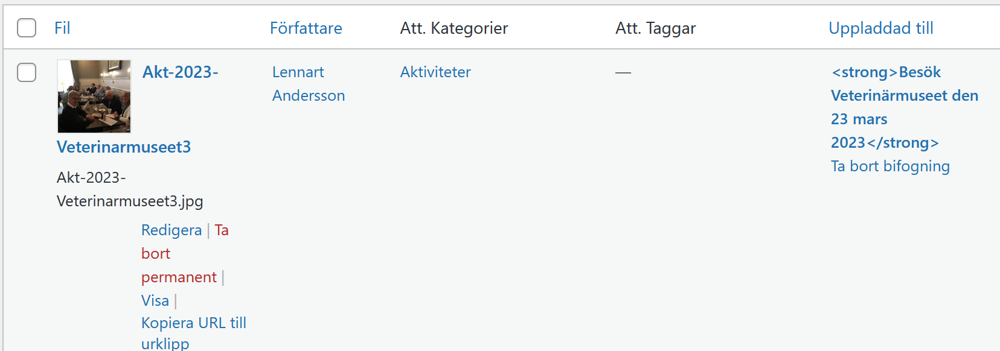 Fil Författare Att. Kategorier Att. Taggar Uppladdad till
Akt-2023-
Veterinarmuseet3
Akt-2023-
Veterinarmuseet3.jpg
Redigera | Ta
bort
permanent |
Visa |
Kopiera URL till
urklipp
Lennart
Andersson
Aktiviteter
—
<strong>Besök
Veterinärmuseet den
23 mars
2023</strong>
Ta bort bifogning